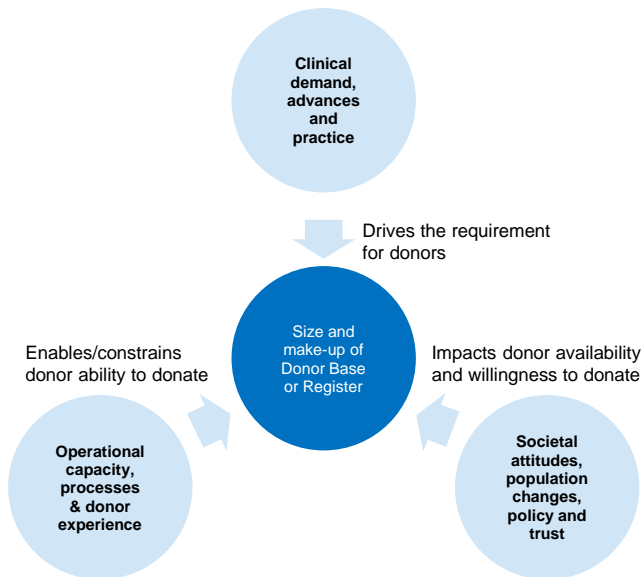 Clinical
demand,
advances
and
practice
Drives the requirement
for donors
Size and
make-up of
Donor Base
or Register
Enables/constrains
donor ability to donate
Impacts donor availability
and willingness to donate
Operational
capacity,
processes
& donor
experience
Societal
attitudes,
population
changes,
policy and
trust